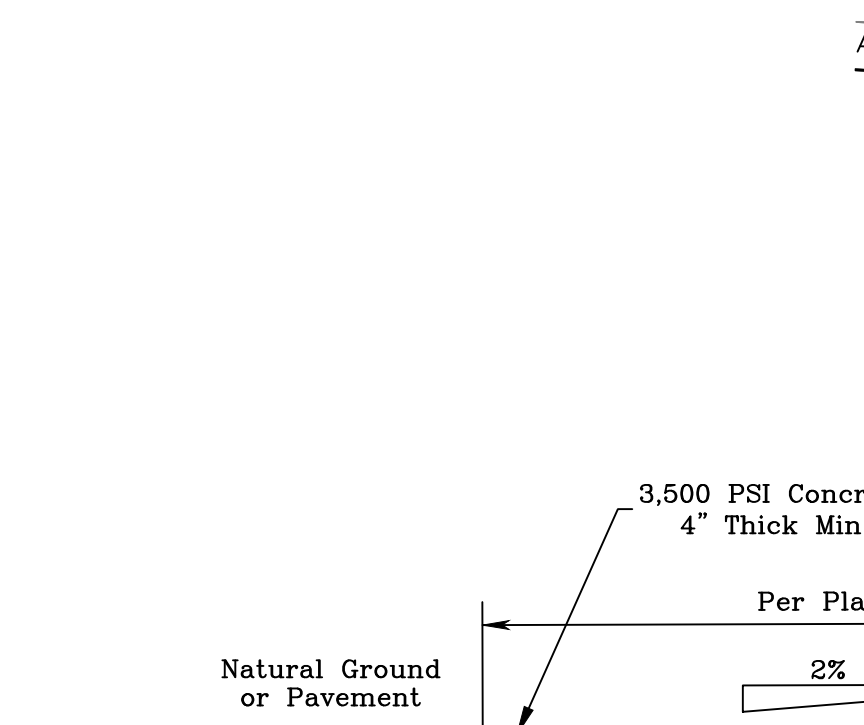 3,500 PSI Concr
4” Thick Min
Per Pla
Natural Ground
or Pavement
2%